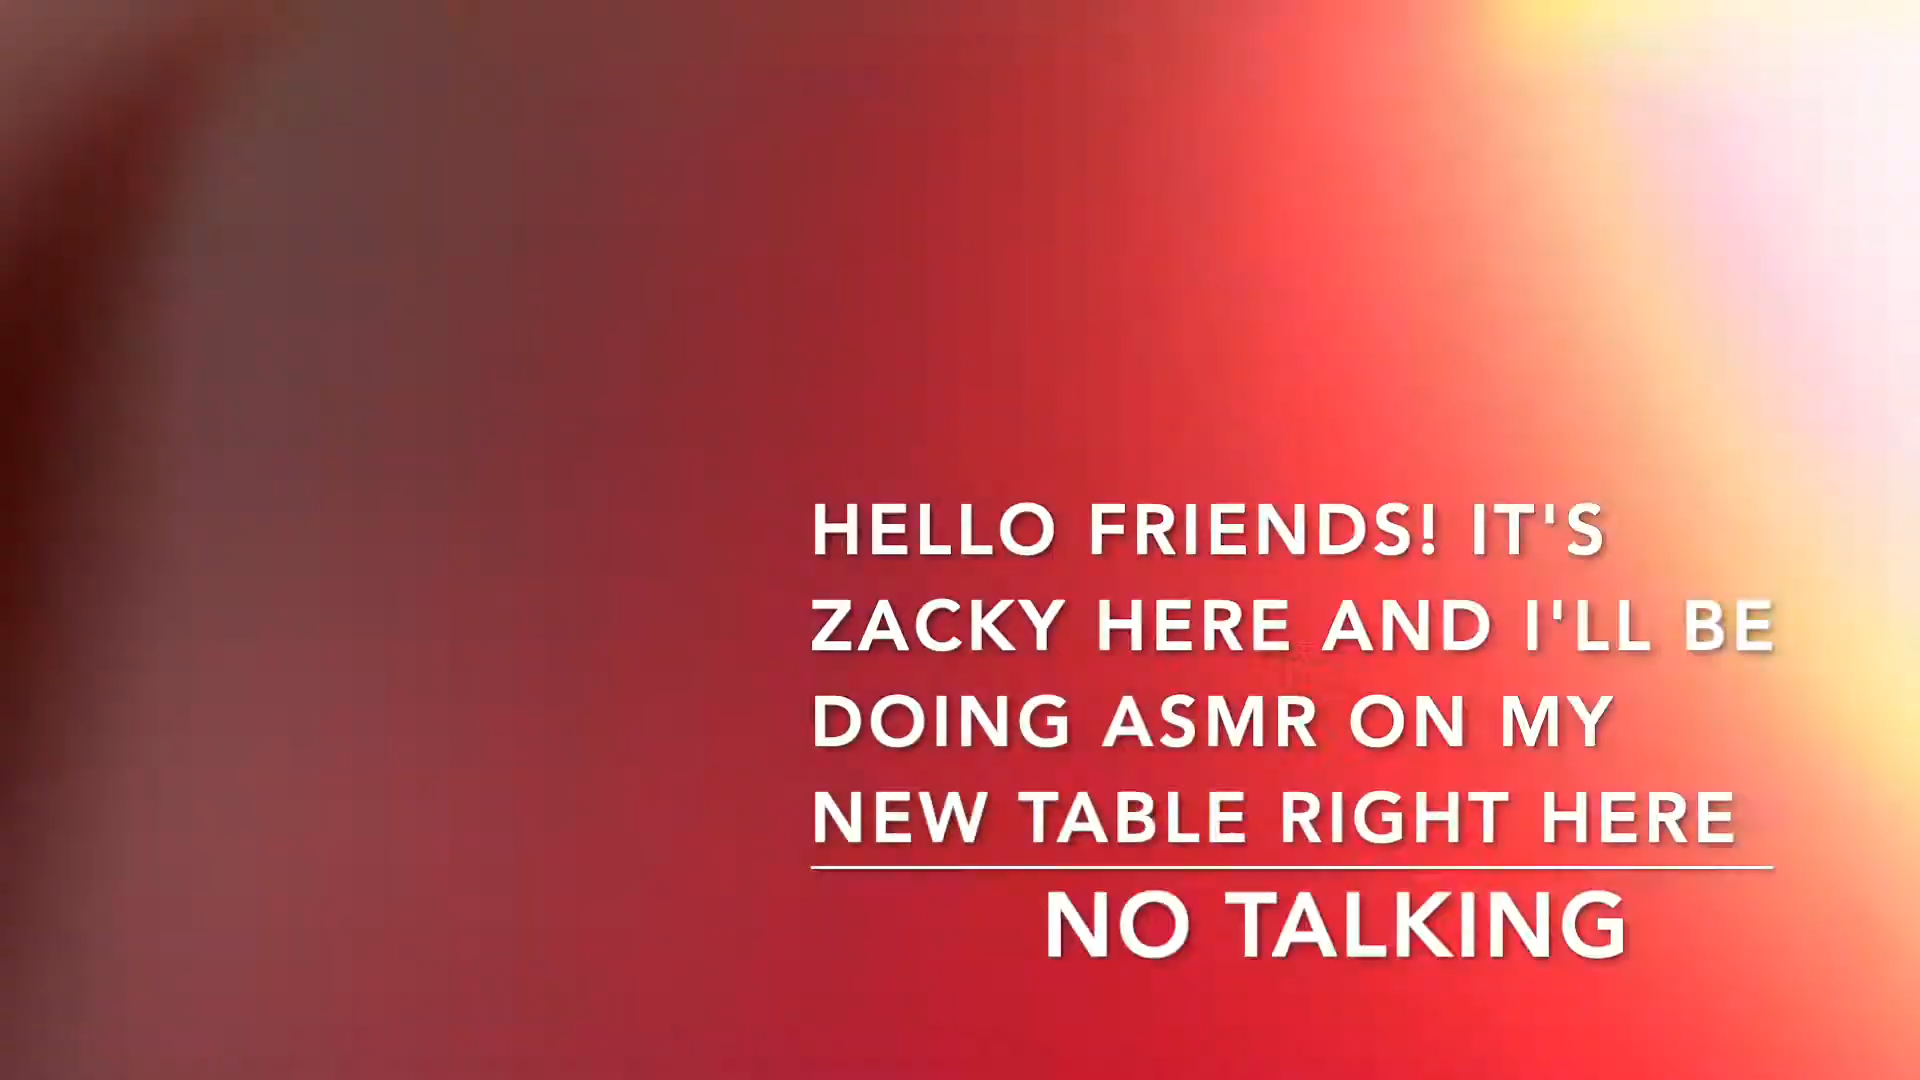 HELLO FRIENDS! IT'S
ZACKY HERE AND I'LL BE
DOING ASMR ON MY
NEW TABLE RIGHT HERE
NO TALKING